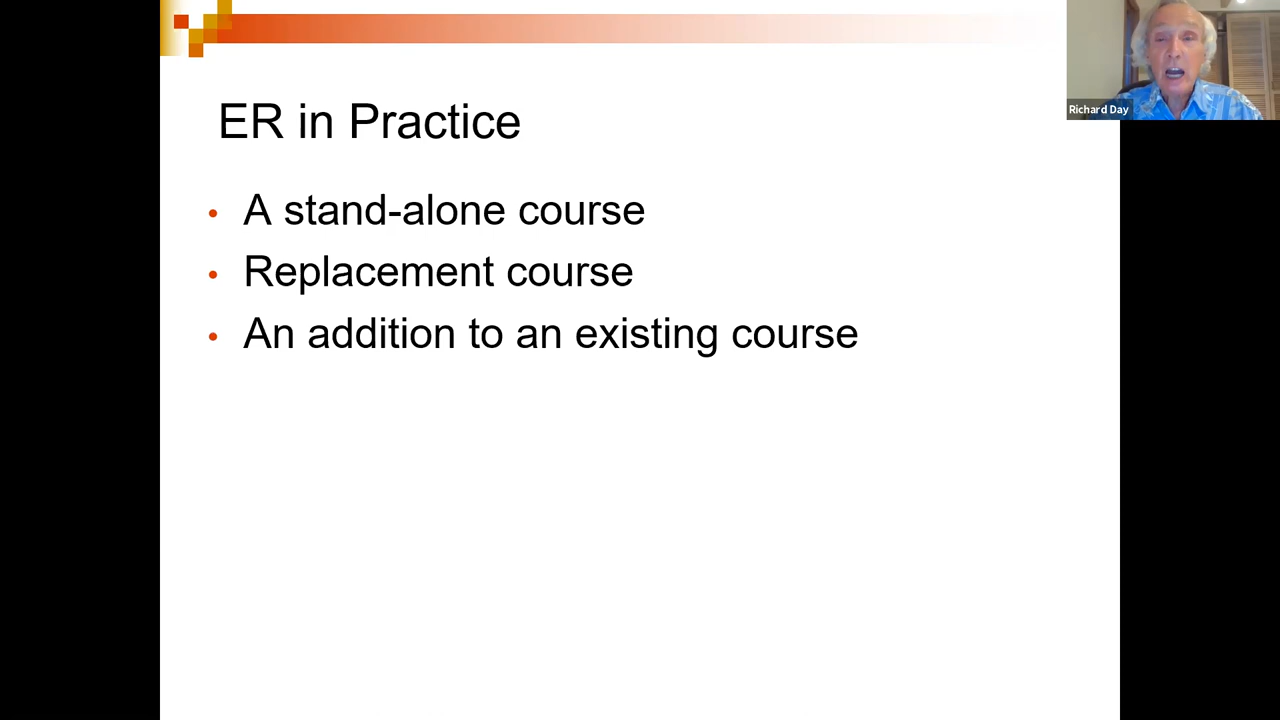 Richard Day
ER in Practice
• A stand-alone course
• Replacement course
• An addition to an existing course